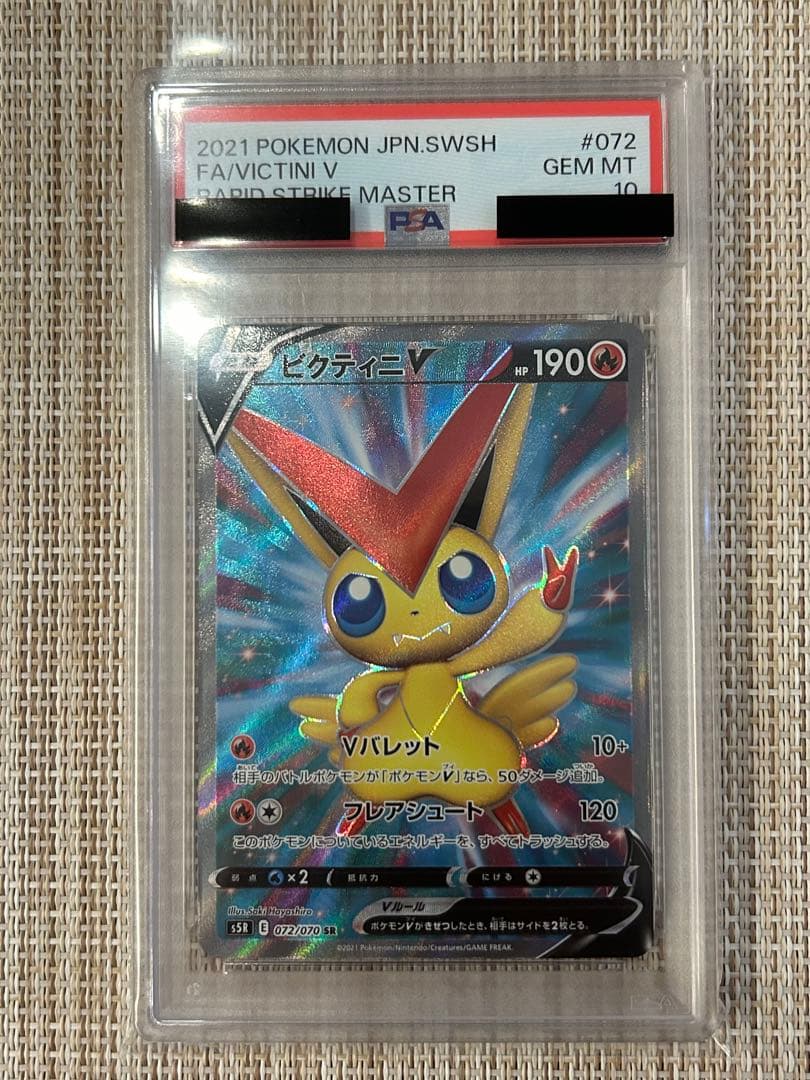 2021 POKEMON JPN.SWSH #072
FA/VICTINI V GEM MT
RAPID STRIKE MASTER 10
PSA
ビクティニV HP 190
Vバレット 10+
相手のバトルポケモンが「ポケモンV」なら、50ダメージ追加。
フレアシュート 120
このポケモンについているエネルギーを、すべてトラッシュする。
弱点 ×2 抵抗力 にげる
Illus. Saki Hayashiro
Vルール
ポケモンVがきぜつしたとき、相手はサイドを2枚とる。
s5R E 072/070 SR
©2021 Pokémon/Nintendo/Creatures/GAME FREAK.